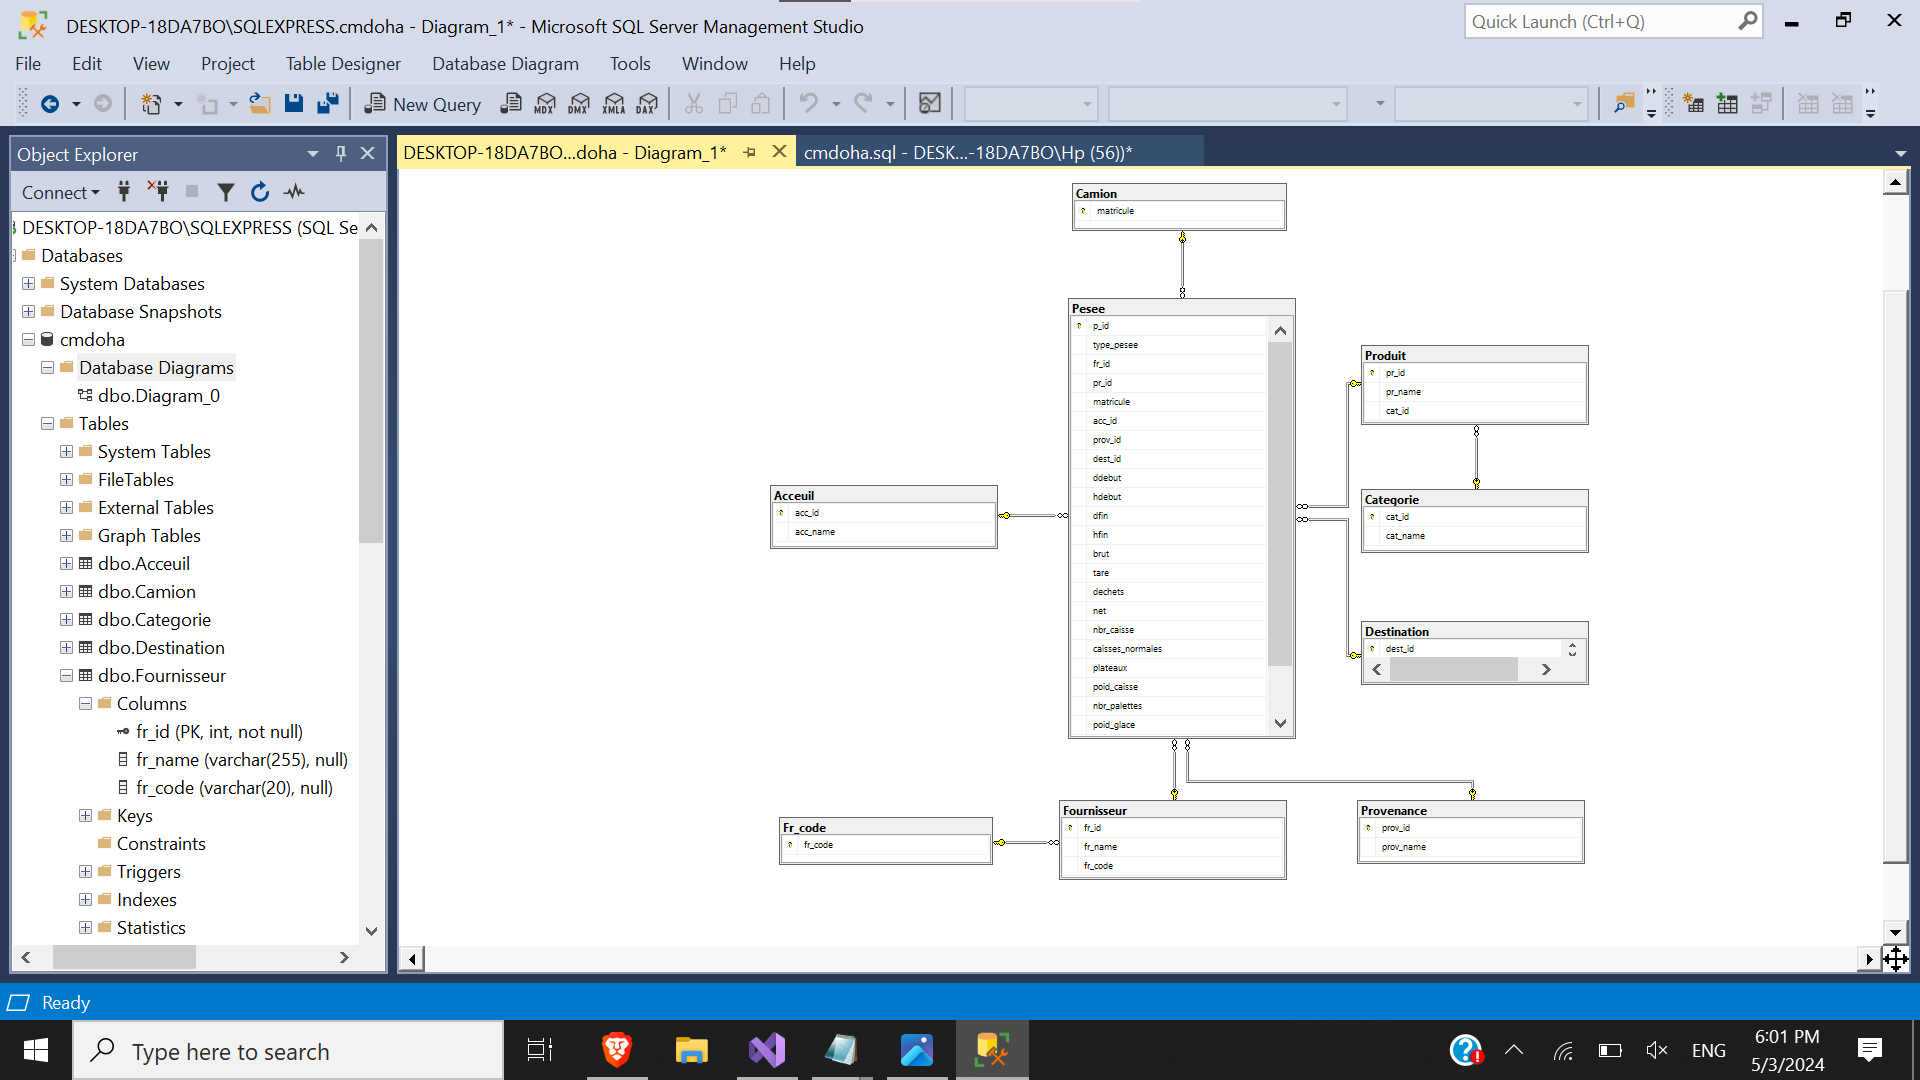 DESKTOP-18DA7BO\SQLEXPRESS.cmdoha - Diagram_1* - Microsoft SQL Server Management Studio
Quick Launch (Ctrl+Q)
File Edit View Project Table Designer Database Diagram Tools Window Help
New Query MDX DMX XMLA DAX
Object Explorer
DESKTOP-18DA7BO...doha - Diagram_1*
cmdoha.sql - DESK...-18DA7BO\Hp (56))*
Connect
DESKTOP-18DA7BO\SQLEXPRESS (SQL Se
Databases
System Databases
Database Snapshots
cmdoha
Database Diagrams
dbo.Diagram_0
Tables
System Tables
FileTables
External Tables
Graph Tables
dbo.Acceuil
dbo.Camion
dbo.Categorie
dbo.Destination
dbo.Fournisseur
Columns
fr_id (PK, int, not null)
fr_name (varchar(255), null)
fr_code (varchar(20), null)
Keys
Constraints
Triggers
Indexes
Statistics
Camion
matricule
Pesee
p_id
type_pesee
fr_id
pr_id
matricule
acc_id
prov_id
dest_id
ddebut
hdebut
dfin
hfin
brut
tare
dechets
net
nbr_caisse
caisses_normales
plateaux
poid_caisse
nbr_palettes
poid_glace
Produit
pr_id
pr_name
cat_id
Acceuil
acc_id
acc_name
Categorie
cat_id
cat_name
Destination
dest_id
Fr_code
fr_code
Fournisseur
fr_id
fr_name
fr_code
Provenance
prov_id
prov_name
Ready
Type here to search
ENG
6:01 PM
5/3/2024